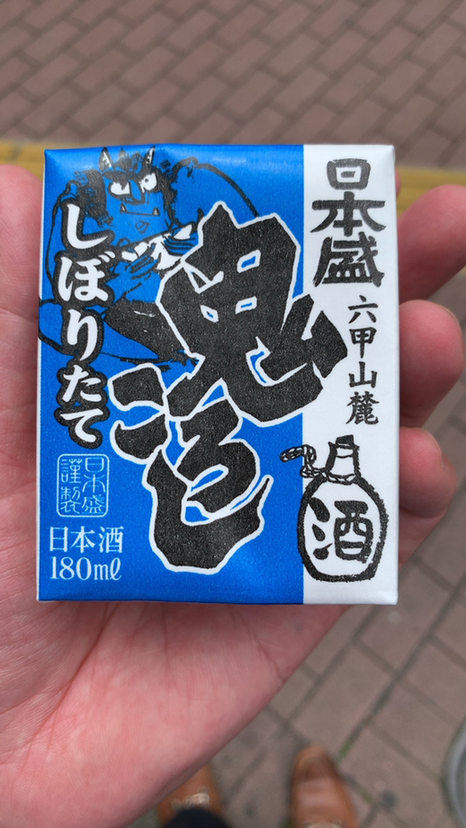 日本盛
六甲山麓
酒
鬼ころし
しぼりたて
日本盛
謹製
日本酒
180ml